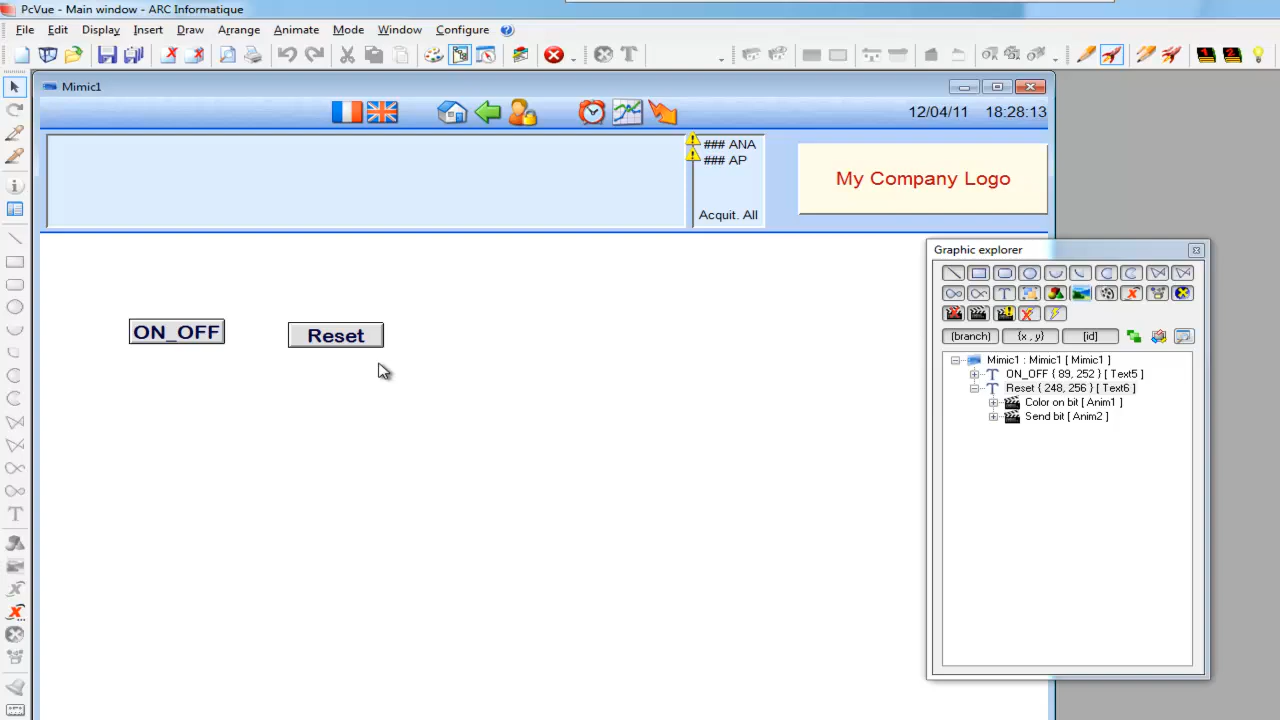 PcVue - Main window - ARC Informatique
File Edit Display Insert Draw Arrange Animate Mode Window Configure
Mimic1
12/04/11 18:28:13
### ANA
### AP
Acquit. All
My Company Logo
ON_OFF
Reset
Graphic explorer
(branch) {x , y} [id]
Mimic1 : Mimic1 [ Mimic1 ]
ON_OFF { 89, 252 } [ Text5 ]
Reset { 248, 256 } [ Text6 ]
Color on bit [ Anim1 ]
Send bit [ Anim2 ]